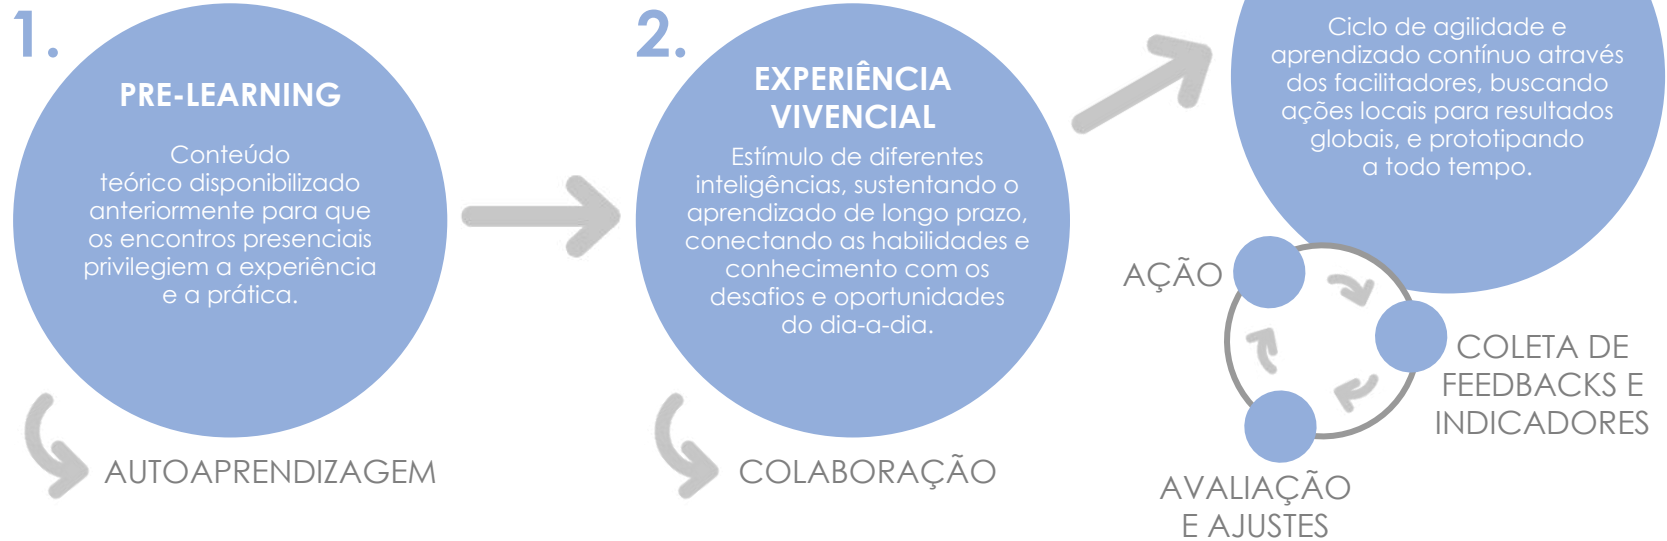 1.
PRE-LEARNING
Conteúdo
teórico disponibilizado
anteriormente para que
os encontros presenciais
privilegiem a experiência
e a prática.
AUTOAPRENDIZAGEM
2.
EXPERIÊNCIA
VIVENCIAL
Estímulo de diferentes
inteligências, sustentando o
aprendizado de longo prazo,
conectando as habilidades e
conhecimento com os
desafios e oportunidades
do dia-a-dia.
COLABORAÇÃO
Ciclo de agilidade e
aprendizado contínuo através
dos facilitadores, buscando
ações locais para resultados
globais, e prototipando
a todo tempo.
AÇÃO
COLETA DE
FEEDBACKS E
INDICADORES
AVALIAÇÃO
E AJUSTES